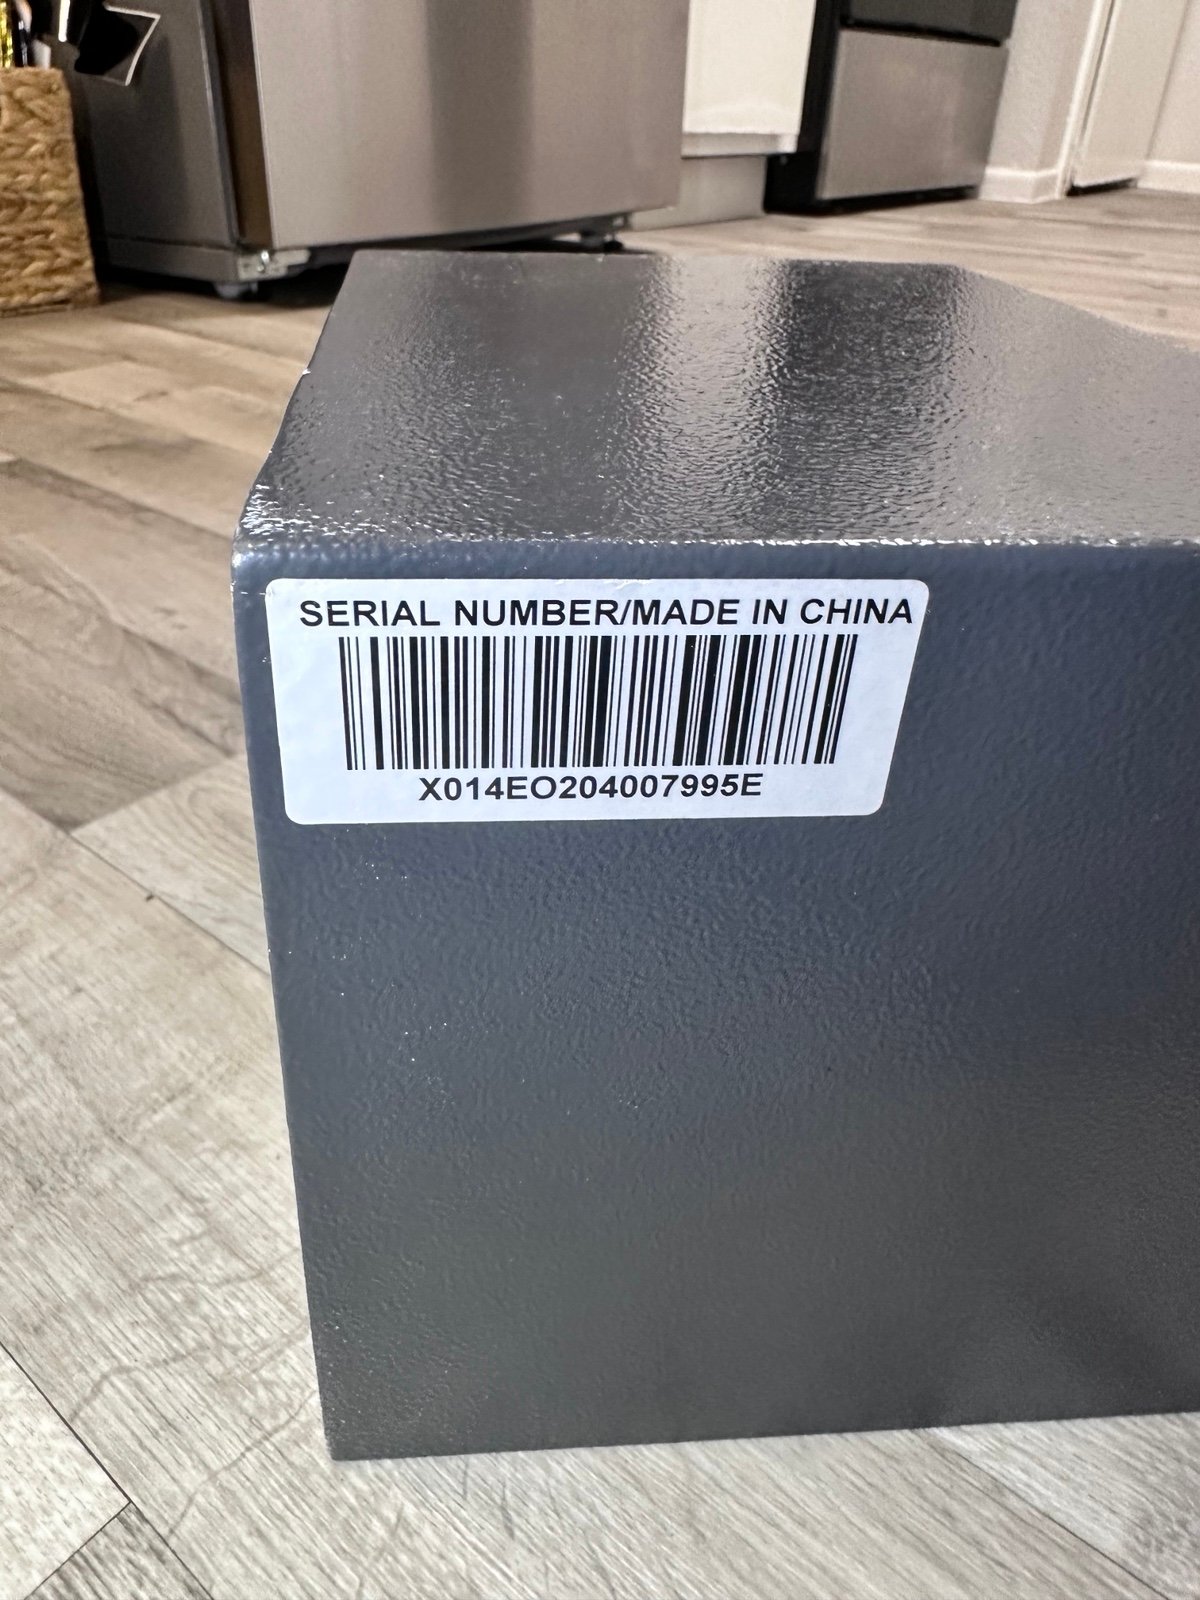 SERIAL NUMBER/MADE IN CHINA
X014EO204007995E